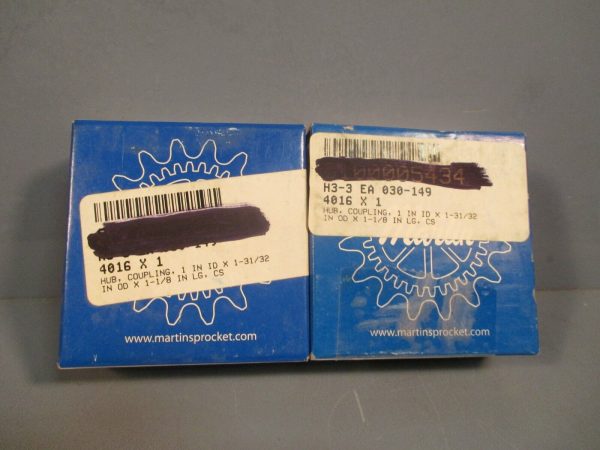 4016 X 1
HUB, COUPLING, 1 IN ID X 1-31/32
IN OD X 1-1/8 IN LG, CS
www.martinsprocket.com
00005434
H3-3 EA 030-149
4016 X 1
HUB, COUPLING, 1 IN ID X 1-31/32
IN OD X 1-1/8 IN LG, CS
Martin
www.martinsprocket.com